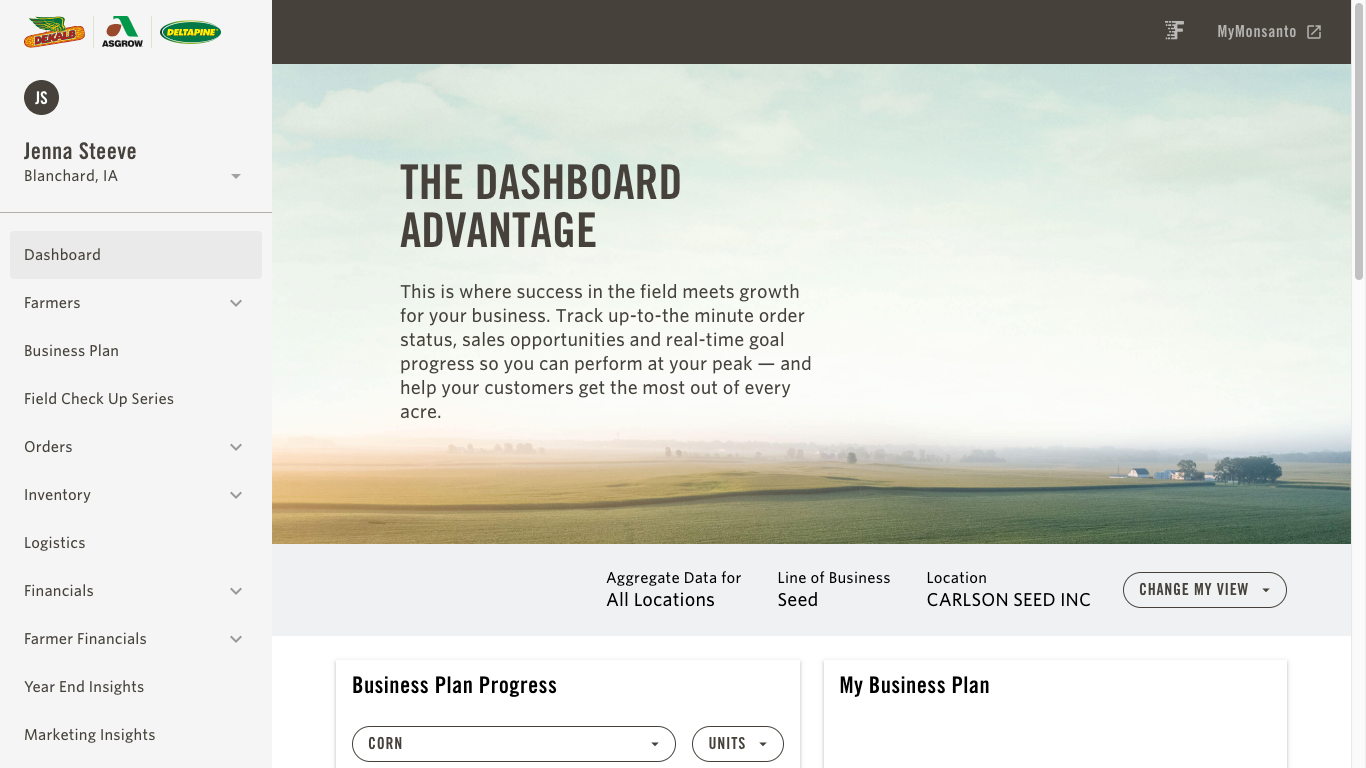 DEKALB
ASGROW
DELTAPINE
MyMonsanto
JS
Jenna Steeve
Blanchard, IA
Dashboard
Farmers
Business Plan
Field Check Up Series
Orders
Inventory
Logistics
Financials
Farmer Financials
Year End Insights
Marketing Insights
THE DASHBOARD
ADVANTAGE
This is where success in the field meets growth
for your business. Track up-to-the minute order
status, sales opportunities and real-time goal
progress so you can perform at your peak — and
help your customers get the most out of every
acre.
Aggregate Data for
All Locations
Line of Business
Seed
Location
CARLSON SEED INC
CHANGE MY VIEW
Business Plan Progress
CORN
UNITS
My Business Plan